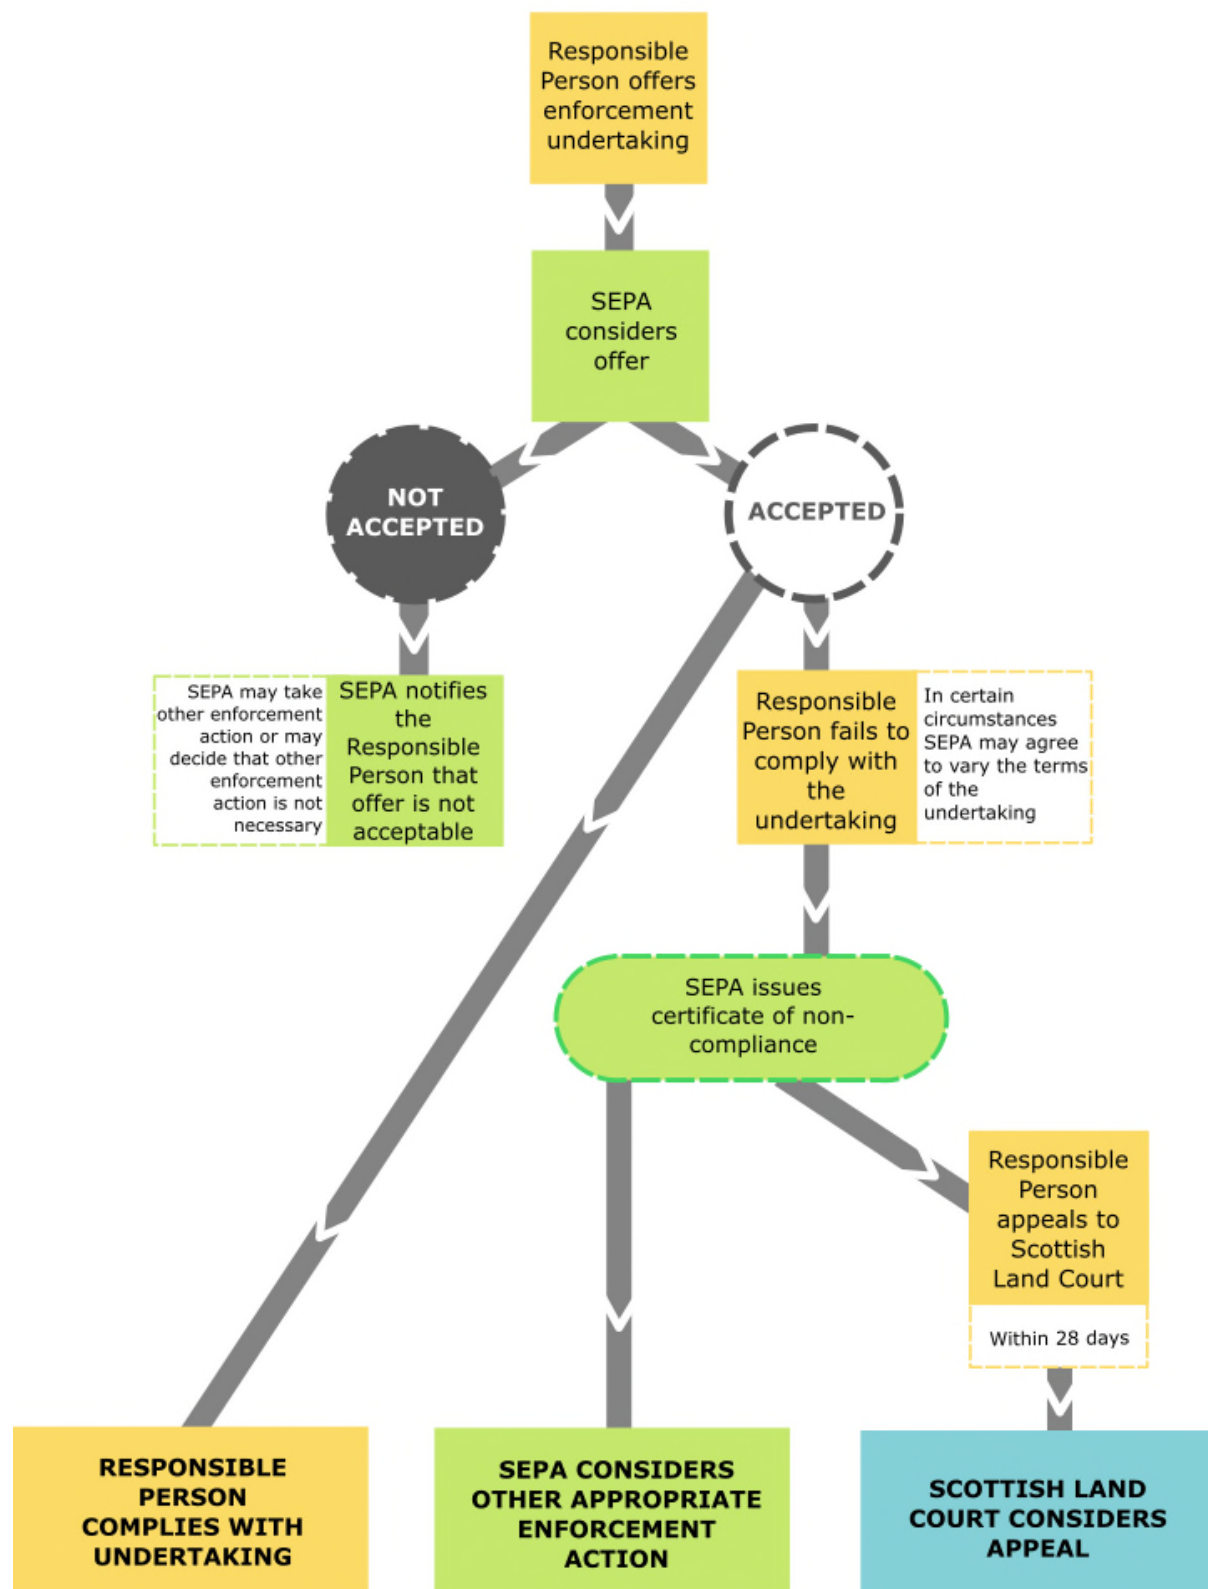 Responsible
Person offers
enforcement
undertaking
SEPA
considers
offer
NOT
ACCEPTED
ACCEPTED
SEPA may take
other enforcement
action or may
decide that other
enforcement
action is not
necessary
SEPA notifies
the
Responsible
Person that
offer is not
acceptable
Responsible
Person fails to
comply with
the
undertaking
In certain
circumstances
SEPA may agree
to vary the terms
of the
undertaking
SEPA issues
certificate of non-
compliance
Responsible
Person
appeals to
Scottish
Land Court
Within 28 days
RESPONSIBLE
PERSON
COMPLIES WITH
UNDERTAKING
SEPA CONSIDERS
OTHER APPROPRIATE
ENFORCEMENT
ACTION
SCOTTISH LAND
COURT CONSIDERS
APPEAL